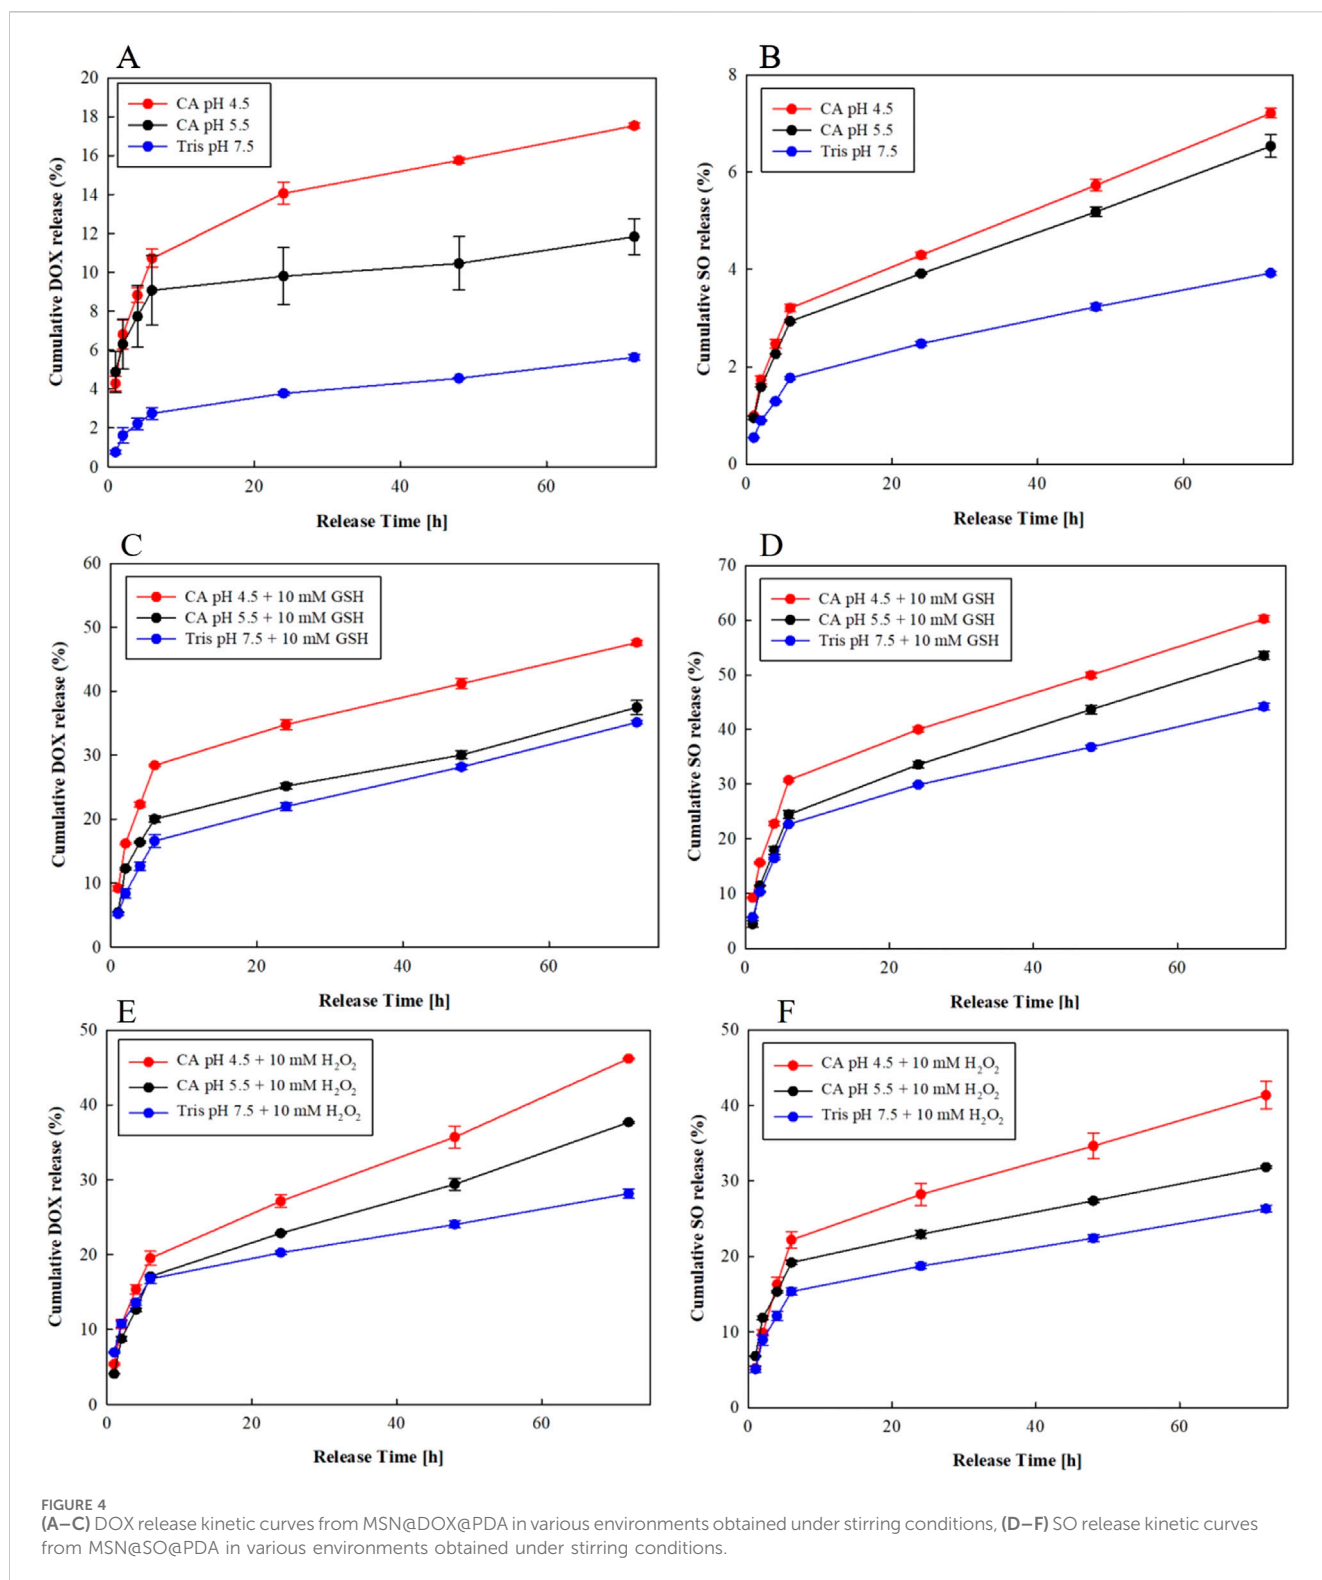 A
20
18
16
14
12
10
8
6
4
2
0
CA pH 4.5
CA pH 5.5
Tris pH 7.5
0 20 40 60
Cumulative DOX release (%)
Release Time [h]
B
8
6
4
2
0
CA pH 4.5
CA pH 5.5
Tris pH 7.5
0 20 40 60
Cumulative SO release (%)
Release Time [h]
C
60
50
40
30
20
10
0
CA pH 4.5 + 10 mM GSH
CA pH 5.5 + 10 mM GSH
Tris pH 7.5 + 10 mM GSH
0 20 40 60
Cumulative DOX release (%)
Release Time [h]
D
70
60
50
40
30
20
10
0
CA pH 4.5 + 10 mM GSH
CA pH 5.5 + 10 mM GSH
Tris pH 7.5 + 10 mM GSH
0 20 40 60
Cumulative SO release (%)
Release Time [h]
E
50
40
30
20
10
0
CA pH 4.5 + 10 mM H₂O₂
CA pH 5.5 + 10 mM H₂O₂
Tris pH 7.5 + 10 mM H₂O₂
0 20 40 60
Cumulative DOX release (%)
Release Time [h]
F
50
40
30
20
10
0
CA pH 4.5 + 10 mM H₂O₂
CA pH 5.5 + 10 mM H₂O₂
Tris pH 7.5 + 10 mM H₂O₂
0 20 40 60
Cumulative SO release (%)
Release Time [h]
FIGURE 4
(A–C) DOX release kinetic curves from MSN@DOX@PDA in various environments obtained under stirring conditions, (D–F) SO release kinetic curves
from MSN@SO@PDA in various environments obtained under stirring conditions.